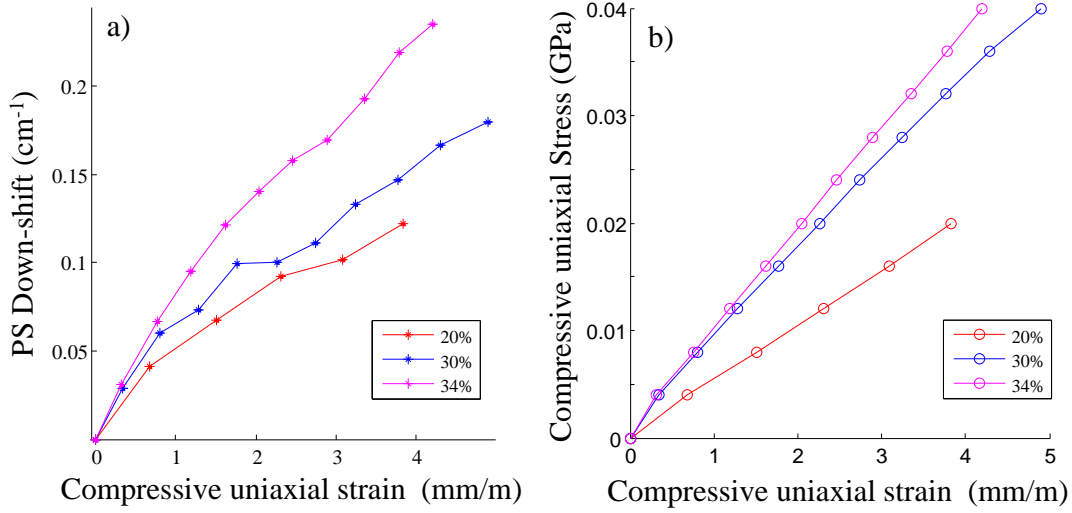 a)
PS Down-shift (cm⁻¹)
0.2
0.15
0.1
0.05
0
0 1 2 3 4
20%
30%
34%
Compressive uniaxial strain (mm/m)
b)
Compressive uniaxial Stress (GPa)
0.04
0.03
0.02
0.01
0
0 1 2 3 4 5
20%
30%
34%
Compressive uniaxial strain (mm/m)